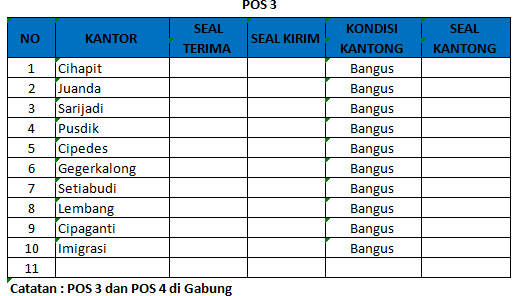 POS 3
NO KANTOR SEAL TERIMA SEAL KIRIM KONDISI KANTONG SEAL KANTONG
1 Cihapit Bangus
2 Juanda Bangus
3 Sarijadi Bangus
4 Pusdik Bangus
5 Cipedes Bangus
6 Gegerkalong Bangus
7 Setiabudi Bangus
8 Lembang Bangus
9 Cipaganti Bangus
10 Imigrasi Bangus
11
Catatan : POS 3 dan POS 4 di Gabung